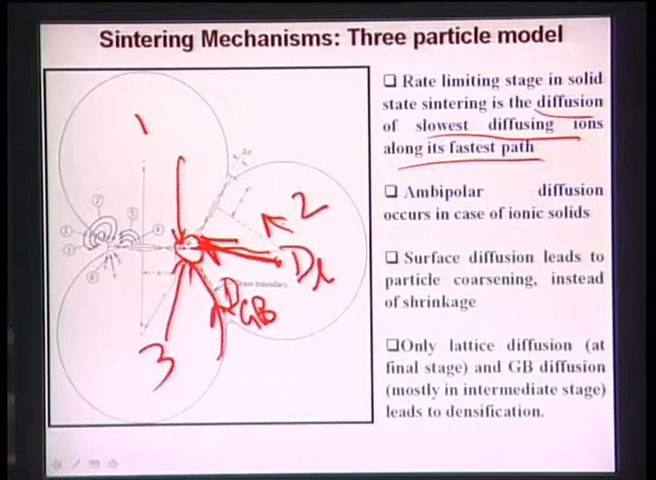 Sintering Mechanisms: Three particle model
❑ Rate limiting stage in solid
state sintering is the diffusion
of slowest diffusing ions
along its fastest path
❑ Ambipolar diffusion
occurs in case of ionic solids
❑ Surface diffusion leads to
particle coarsening, instead
of shrinkage
❑Only lattice diffusion (at
final stage) and GB diffusion
(mostly in intermediate stage)
leads to densification.
1
2
D_L
D_GB
3
boundary